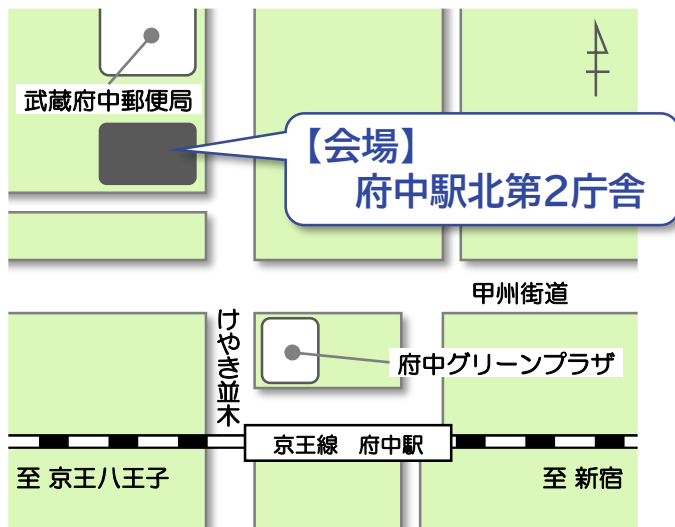 武蔵府中郵便局
【会場】
府中駅北第2庁舎
甲州街道
けやき並木
府中グリーンプラザ
京王線　府中駅
至 京王八王子
至 新宿